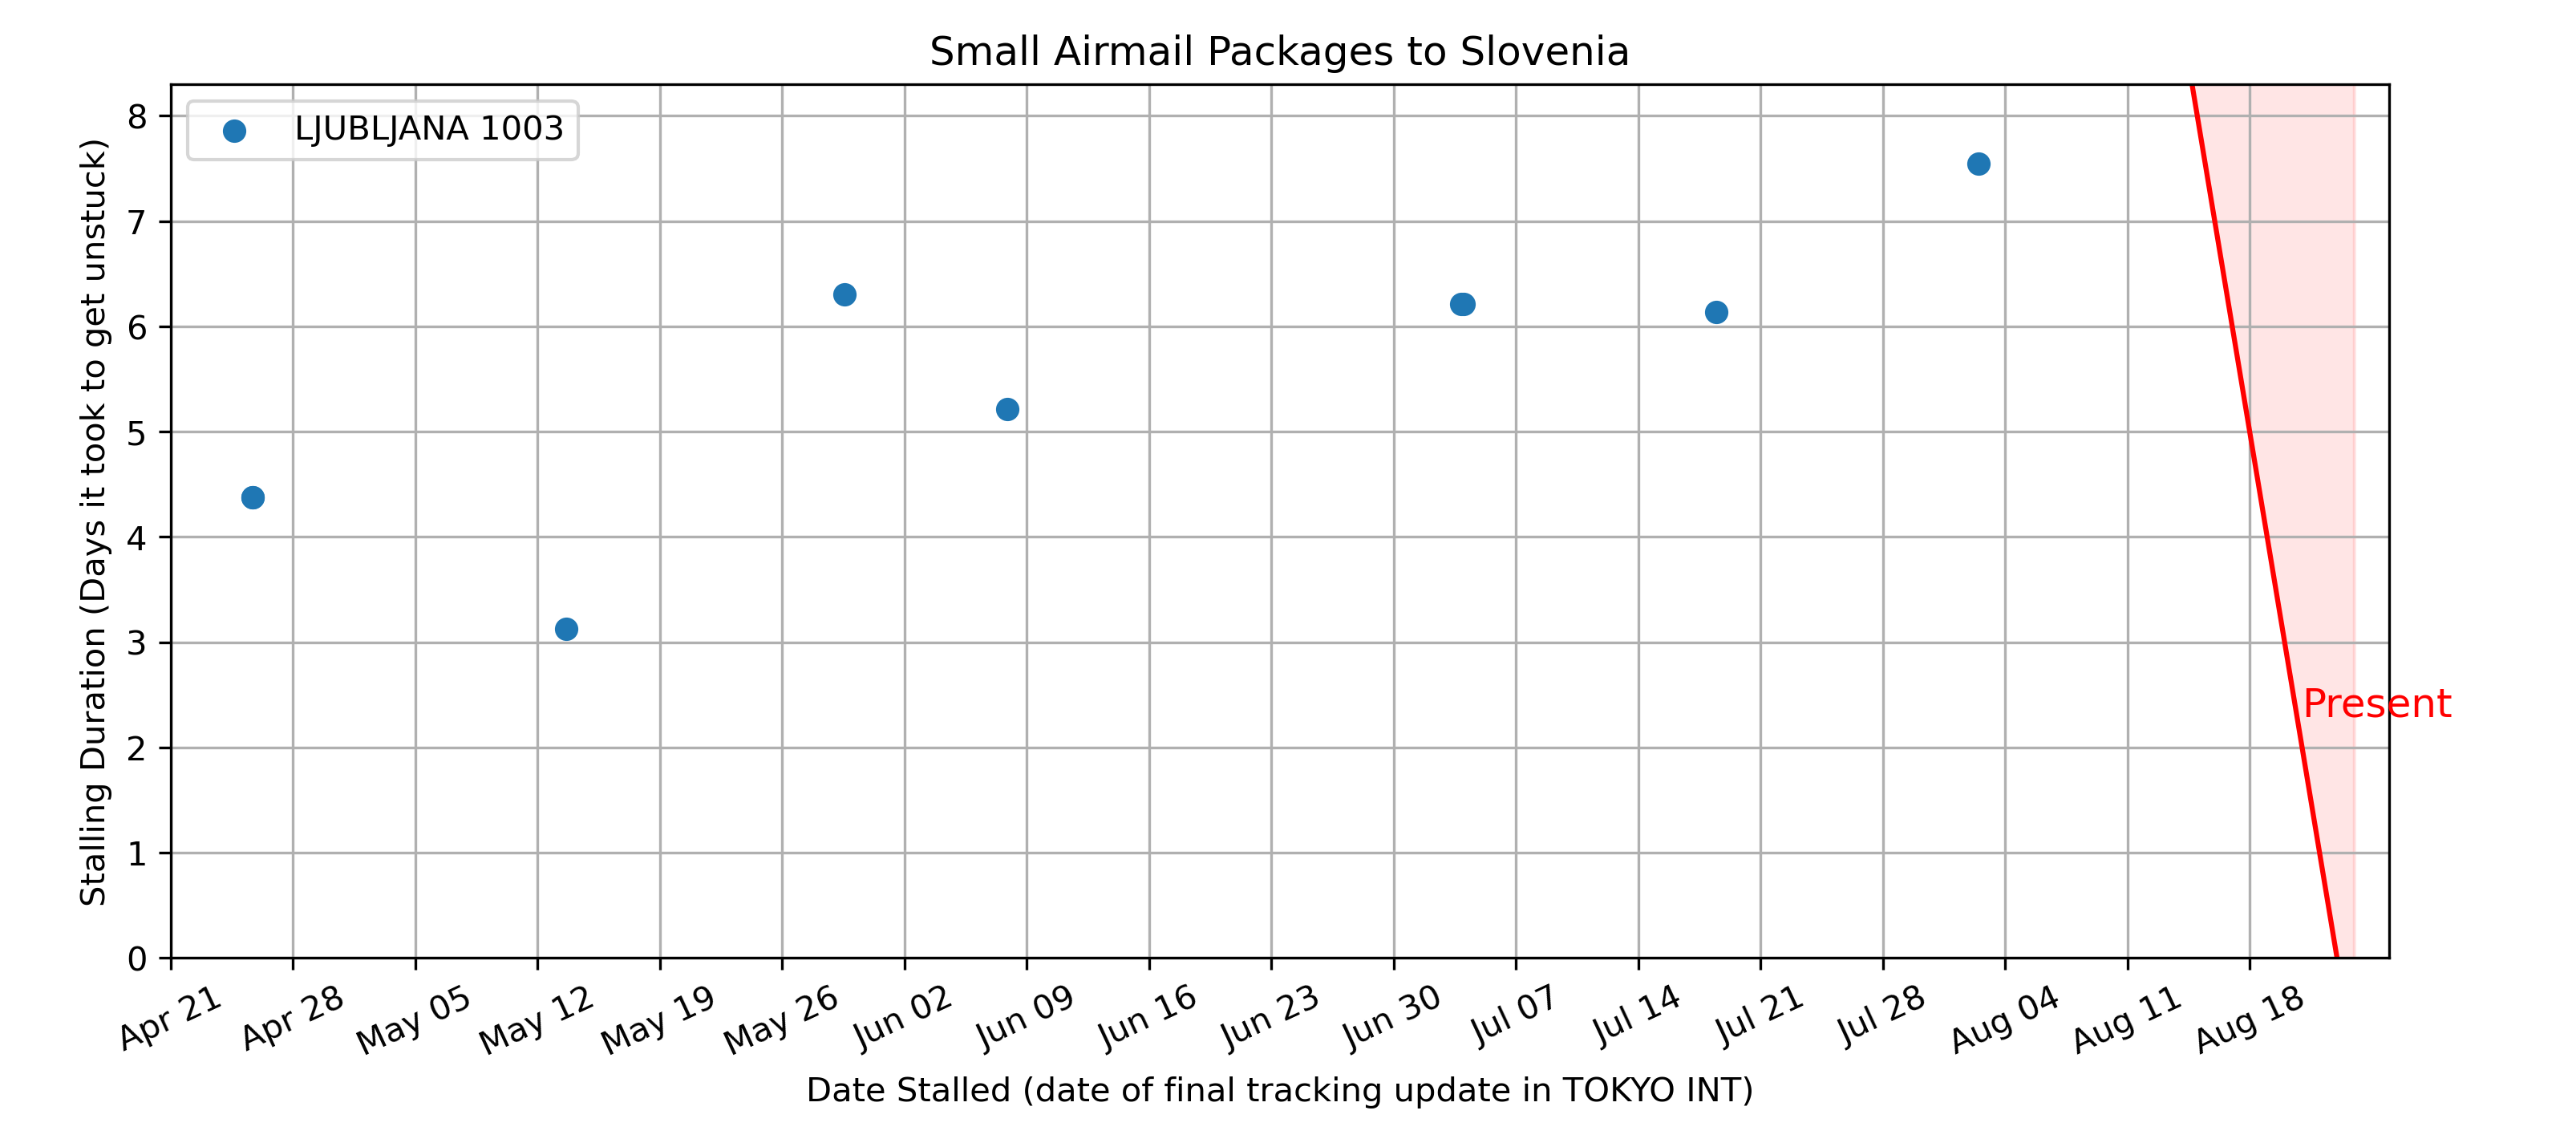 Small Airmail Packages to Slovenia
LJUBLJANA 1003
Stalling Duration (Days it took to get unstuck)
8
7
6
5
4
3
2
1
0
Present
Apr 21 Apr 28 May 05 May 12 May 19 May 26 Jun 02 Jun 09 Jun 16 Jun 23 Jun 30 Jul 07 Jul 14 Jul 21 Jul 28 Aug 04 Aug 11 Aug 18
Date Stalled (date of final tracking update in TOKYO INT)